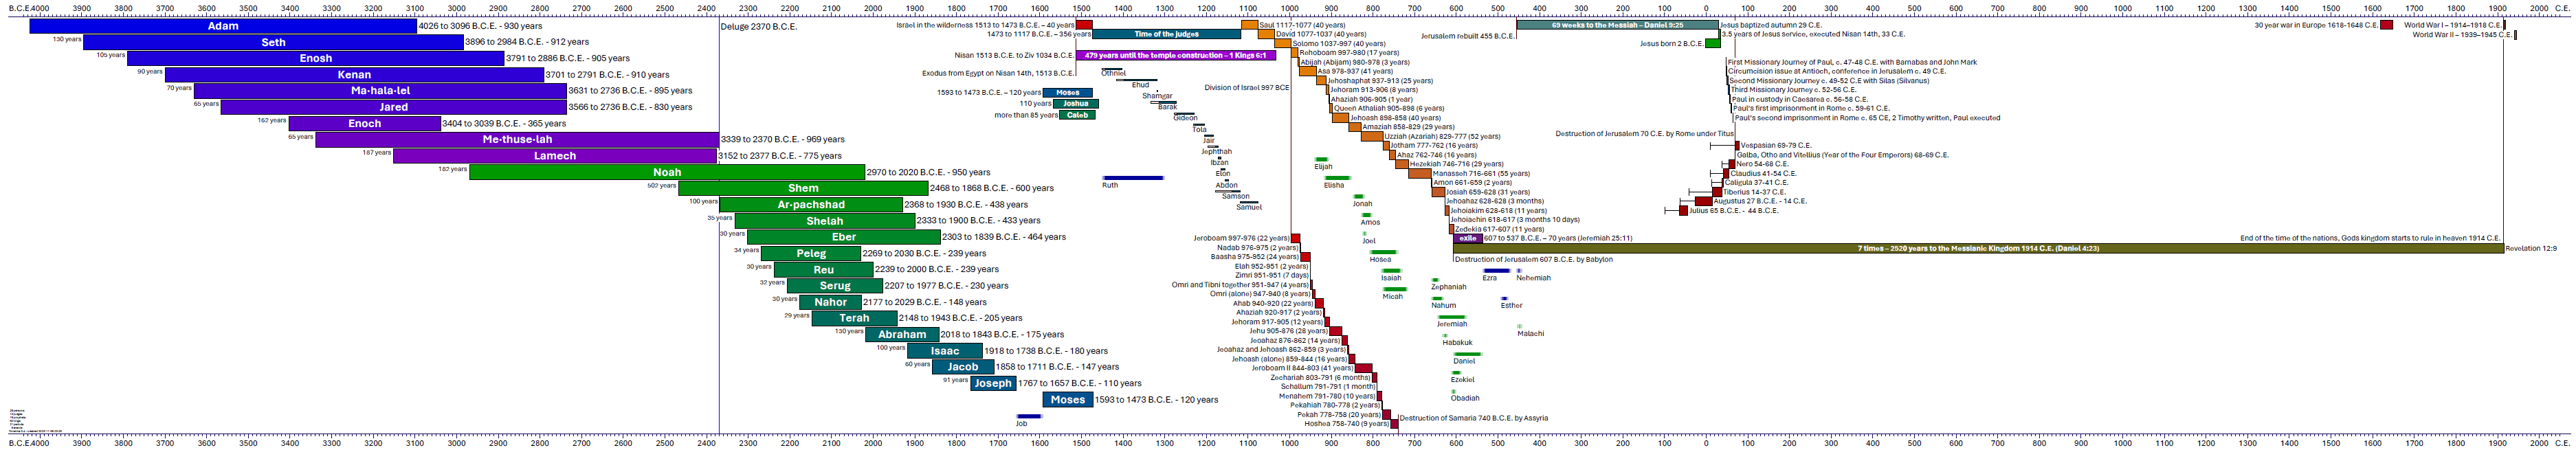 B.C.E. 4000 3900 3800 3700 3600 3500 3400 3300 3200 3100 3000 2900 2800 2700 2600 2500 2400 2300 2200 2100 2000 1900 1800 1700 1600 1500 1400 1300 1200 1100 1000 900 800 700 600 500 400 300 200 100 0 100 200 300 400 500 600 700 800 900 1000 1100 1200 1300 1400 1500 1600 1700 1800 1900 2000 C.E.
Adam 4026 to 3096 B.C.E. - 930 years
130 years Seth 3896 to 2984 B.C.E. - 912 years
105 years Enosh 3791 to 2886 B.C.E. - 905 years
90 years Kenan 3701 to 2791 B.C.E. - 910 years
70 years Ma·hala·lel 3631 to 2736 B.C.E. - 895 years
65 years Jared 3566 to 2736 B.C.E. - 830 years
162 years Enoch 3404 to 3039 B.C.E. - 365 years
65 years Me·thuse·lah 3339 to 2370 B.C.E. - 969 years
187 years Lamech 3152 to 2377 B.C.E. - 775 years
182 years Noah 2970 to 2020 B.C.E. - 950 years
502 years Shem 2468 to 1868 B.C.E. - 600 years
100 years Ar·pachshad 2368 to 1930 B.C.E. - 438 years
35 years Shelah 2333 to 1900 B.C.E. - 433 years
30 years Eber 2303 to 1839 B.C.E. - 464 years
34 years Peleg 2269 to 2030 B.C.E. - 239 years
30 years Reu 2239 to 2000 B.C.E. - 239 years
32 years Serug 2207 to 1977 B.C.E. - 230 years
30 years Nahor 2177 to 2029 B.C.E. - 148 years
29 years Terah 2148 to 1943 B.C.E. - 205 years
130 years Abraham 2018 to 1843 B.C.E. - 175 years
100 years Isaac 1918 to 1738 B.C.E. - 180 years
60 years Jacob 1858 to 1711 B.C.E. - 147 years
91 years Joseph 1767 to 1657 B.C.E. - 110 years
Moses 1593 to 1473 B.C.E. - 120 years
Job
Deluge 2370 B.C.E.
Israel in the wilderness 1513 to 1473 B.C.E. – 40 years
1473 to 1117 B.C.E. – 356 years Time of the judges
Nisan 1513 B.C.E. to Ziv 1034 B.C.E. 479 years until the temple construction – 1 Kings 6:1
Exodus from Egypt on Nisan 14th, 1513 B.C.E.
1593 to 1473 B.C.E. – 120 years Moses
110 years Joshua
more than 85 years Caleb
Othniel
Ehud
Shamgar
Barak
Gideon
Tola
Jair
Jephthah
Ibzan
Elon
Abdon
Samson
Samuel
Ruth
Division of Israel 997 BCE
Saul 1117-1077 (40 years)
David 1077-1037 (40 years)
Solomo 1037-997 (40 years)
Rehoboam 997-980 (17 years)
Abijah (Abijam) 980-978 (3 years)
Asa 978-937 (41 years)
Jehoshaphat 937-913 (25 years)
Jehoram 913-906 (8 years)
Ahaziah 906-905 (1 year)
Queen Athaliah 905-898 (6 years)
Jehoash 898-858 (40 years)
Amaziah 858-829 (29 years)
Uzziah (Azariah) 829-777 (52 years)
Jotham 777-762 (16 years)
Ahaz 762-746 (16 years)
Hezekiah 746-716 (29 years)
Manasseh 716-661 (55 years)
Amon 661-659 (2 years)
Josiah 659-628 (31 years)
Jehoahaz 628-628 (3 months)
Jehoiakim 628-618 (11 years)
Jehoiachin 618-617 (3 months 10 days)
Zedekia 617-607 (11 years)
exile 607 to 537 B.C.E. – 70 years (Jeremiah 25:11)
Destruction of Jerusalem 607 B.C.E. by Babylon
Jeroboam 997-976 (22 years)
Nadab 976-975 (2 years)
Baasha 975-952 (24 years)
Elah 952-951 (2 years)
Zimri 951-951 (7 days)
Omri and Tibni together 951-947 (4 years)
Omri (alone) 947-940 (8 years)
Ahab 940-920 (22 years)
Ahaziah 920-917 (2 years)
Jehoram 917-905 (12 years)
Jehu 905-876 (28 years)
Jeoahaz 876-862 (14 years)
Jeoahaz and Jehoash 862-859 (3 years)
Jehoash (alone) 859-844 (16 years)
Jeroboam II 844-803 (41 years)
Zechariah 803-791 (6 months)
Schallum 791-791 (1 month)
Menahem 791-780 (10 years)
Pekahiah 780-778 (2 years)
Pekah 778-758 (20 years)
Hoshea 758-740 (9 years)
Destruction of Samaria 740 B.C.E. by Assyria
Elijah
Elisha
Jonah
Amos
Joel
Hosea
Isaiah
Micah
Zephaniah
Nahum
Jeremiah
Habakuk
Daniel
Ezekiel
Obadiah
Ezra
Nehemiah
Esther
Malachi
69 weeks to the Messiah – Daniel 9:25
Jerusalem rebuilt 455 B.C.E.
Jesus baptized autumn 29 C.E.
3.5 years of Jesus service, executed Nisan 14th, 33 C.E.
Jesus born 2 B.C.E.
First Missionary Journey of Paul, c. 47-48 C.E. with Barnabas and John Mark
Circumcision issue at Antioch, conference in Jerusalem c. 49 C.E.
Second Missionary Journey c. 49-52 C.E with Silas (Silvanus)
Third Missionary Journey c. 52-56 C.E.
Paul in custody in Caesarea c. 56-58 C.E.
Paul's first imprisonment in Rome c. 59-61 C.E.
Paul's second imprisonment in Rome c. 65 CE, 2 Timothy written, Paul executed
Destruction of Jerusalem 70 C.E. by Rome under Titus
Vespasian 69-79 C.E.
Galba, Otho and Vitellius (Year of the Four Emperors) 68-69 C.E.
Nero 54-68 C.E.
Claudius 41-54 C.E.
Caligula 37-41 C.E.
Tiberius 14-37 C.E.
Augustus 27 B.C.E. - 14 C.E.
Julius 65 B.C.E. - 44 B.C.E.
30 year war in Europe 1618-1648 C.E.
World War I – 1914–1918 C.E.
World War II – 1939–1945 C.E.
End of the time of the nations, Gods kingdom starts to rule in heaven 1914 C.E.
7 times – 2520 years to the Messianic Kingdom 1914 C.E. (Daniel 4:23)
Revelation 12:9
B.C.E. 4000 3900 3800 3700 3600 3500 3400 3300 3200 3100 3000 2900 2800 2700 2600 2500 2400 2300 2200 2100 2000 1900 1800 1700 1600 1500 1400 1300 1200 1100 1000 900 800 700 600 500 400 300 200 100 0 100 200 300 400 500 600 700 800 900 1000 1100 1200 1300 1400 1500 1600 1700 1800 1900 2000 C.E.